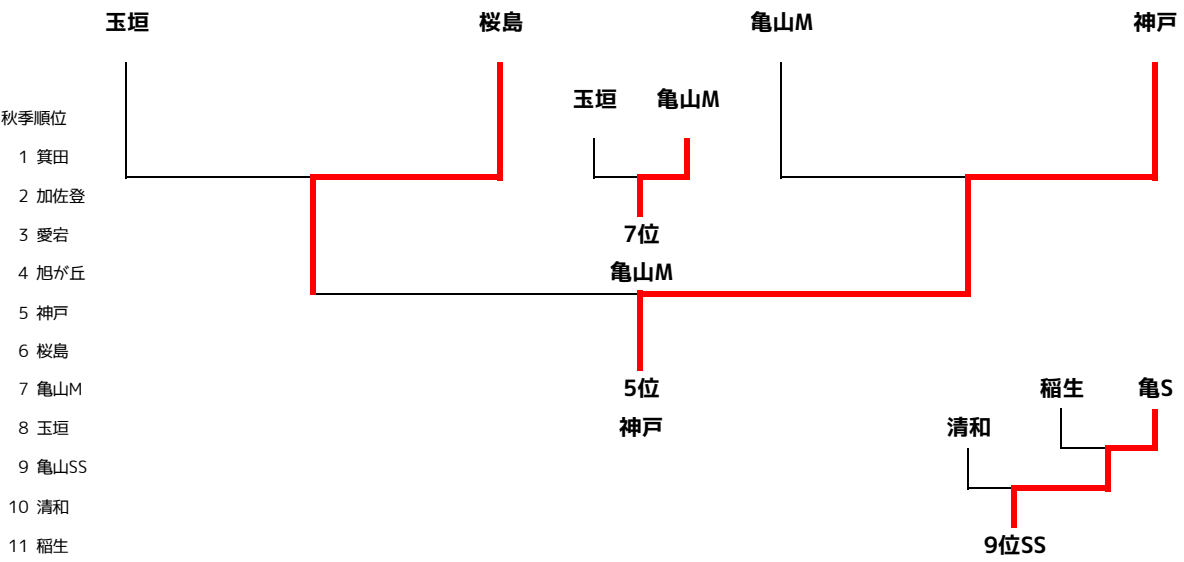 玉垣 桜島 亀山M 神戸
玉垣 亀山M
秋季順位
1 箕田
2 加佐登
3 愛宕
7位
4 旭が丘
亀山M
5 神戸
6 桜島
7 亀山M
5位
稲生 亀S
8 玉垣
神戸
清和
9 亀山SS
10 清和
11 稲生
9位SS